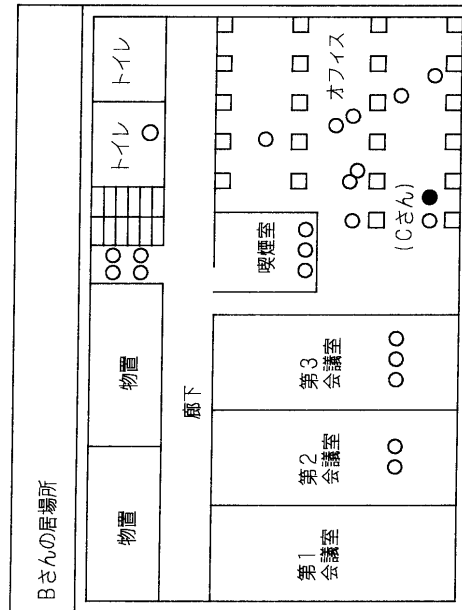 Bさんの居場所
物置
物置
トイレ
トイレ
廊下
第1
会議室
第2
会議室
第3
会議室
喫煙室
オフィス
(Cさん)